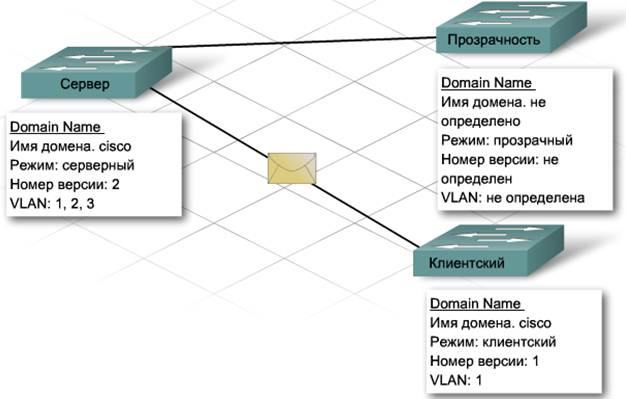 Сервер
Domain Name
Имя домена. cisco
Режим: серверный
Номер версии: 2
VLAN: 1, 2, 3
Прозрачность
Domain Name
Имя домена. не
определено
Режим: прозрачный
Номер версии: не
определен
VLAN: не определена
Клиентский
Domain Name
Имя домена. cisco
Режим: клиентский
Номер версии: 1
VLAN: 1